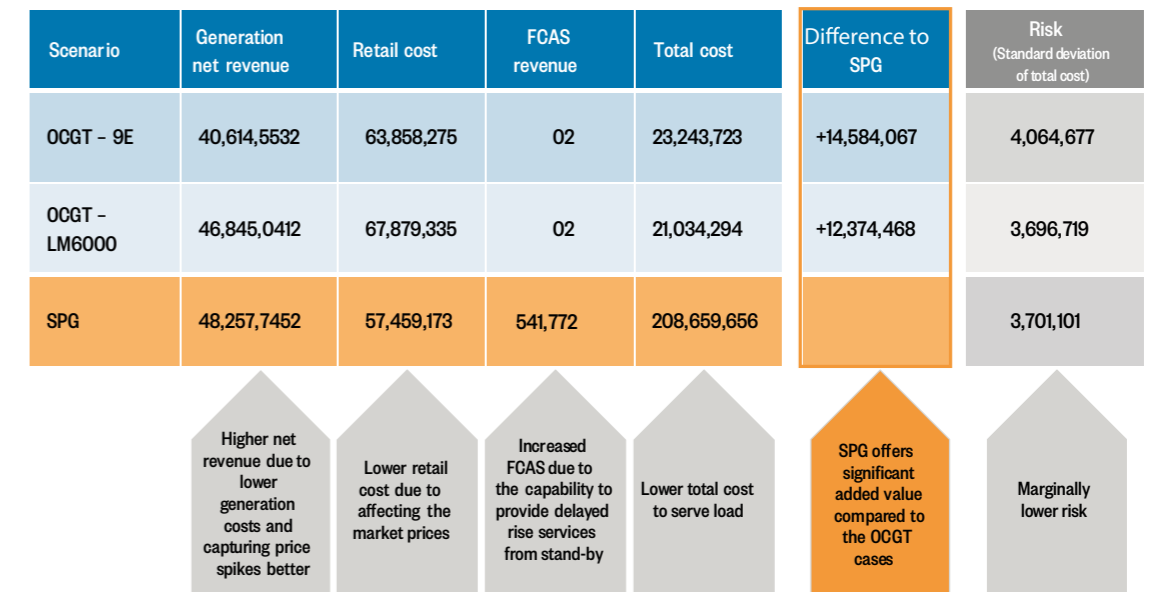 Scenario
Generation
net revenue
Retail cost
FCAS
revenue
Total cost
Difference to
SPG
Risk
(Standard deviation
of total cost)
OCGT – 9E
40,614,5532
63,858,275
02
23,243,723
+14,584,067
4,064,677
OCGT –
LM6000
46,845,0412
67,879,335
02
21,034,294
+12,374,468
3,696,719
SPG
48,257,7452
57,459,173
541,772
208,659,656
3,701,101
Higher net
revenue due to
lower
generation
costs and
capturing price
spikes better
Lower retail
cost due to
affecting the
market prices
Increased
FCAS due to
the capability to
provide delayed
rise services
from stand-by
Lower total cost
to serve load
SPG offers
significant
added value
compared to
the OCGT
cases
Marginally
lower risk